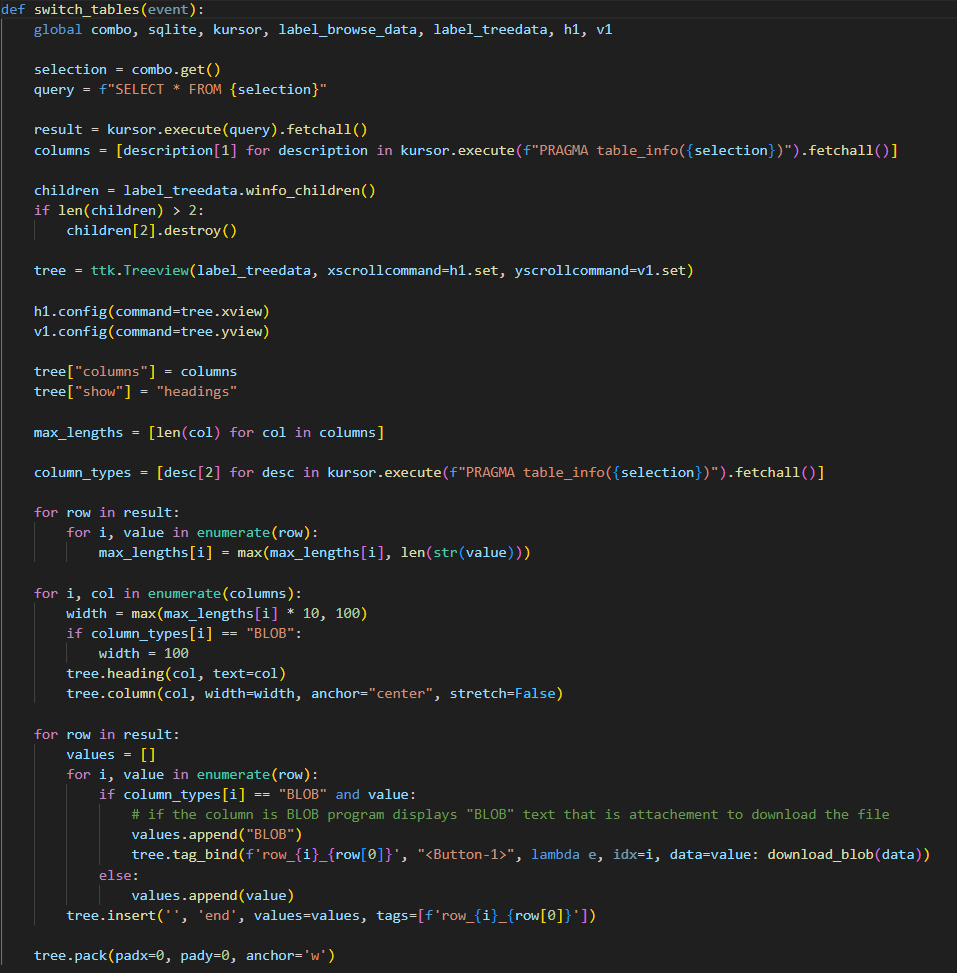 def switch_tables(event):
    global combo, sqlite, kursor, label_browse_data, label_treedata, h1, v1

    selection = combo.get()
    query = f"SELECT * FROM {selection}"

    result = kursor.execute(query).fetchall()
    columns = [description[1] for description in kursor.execute(f"PRAGMA table_info({selection})").fetchall()]

    children = label_treedata.winfo_children()
    if len(children) > 2:
        children[2].destroy()

    tree = ttk.Treeview(label_treedata, xscrollcommand=h1.set, yscrollcommand=v1.set)

    h1.config(command=tree.xview)
    v1.config(command=tree.yview)

    tree["columns"] = columns
    tree["show"] = "headings"

    max_lengths = [len(col) for col in columns]

    column_types = [desc[2] for desc in kursor.execute(f"PRAGMA table_info({selection})").fetchall()]

    for row in result:
        for i, value in enumerate(row):
            max_lengths[i] = max(max_lengths[i], len(str(value)))

    for i, col in enumerate(columns):
        width = max(max_lengths[i] * 10, 100)
        if column_types[i] == "BLOB":
            width = 100
        tree.heading(col, text=col)
        tree.column(col, width=width, anchor="center", stretch=False)

    for row in result:
        values = []
        for i, value in enumerate(row):
            if column_types[i] == "BLOB" and value:
                # if the column is BLOB program displays "BLOB" text that is attachement to download the file
                values.append("BLOB")
                tree.tag_bind(f'row_{i}_{row[0]}', "<Button-1>", lambda e, idx=i, data=value: download_blob(data))
            else:
                values.append(value)
        tree.insert('', 'end', values=values, tags=[f'row_{i}_{row[0]}'])

    tree.pack(padx=0, pady=0, anchor='w')